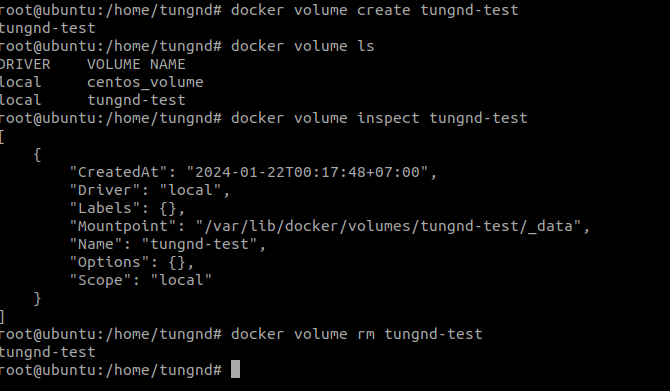 root@ubuntu:/home/tungnd# docker volume create tungnd-test
tungnd-test
root@ubuntu:/home/tungnd# docker volume ls
DRIVER    VOLUME NAME
local     centos_volume
local     tungnd-test
root@ubuntu:/home/tungnd# docker volume inspect tungnd-test
[
    {
        "CreatedAt": "2024-01-22T00:17:48+07:00",
        "Driver": "local",
        "Labels": {},
        "Mountpoint": "/var/lib/docker/volumes/tungnd-test/_data",
        "Name": "tungnd-test",
        "Options": {},
        "Scope": "local"
    }
]
root@ubuntu:/home/tungnd# docker volume rm tungnd-test
tungnd-test
root@ubuntu:/home/tungnd#